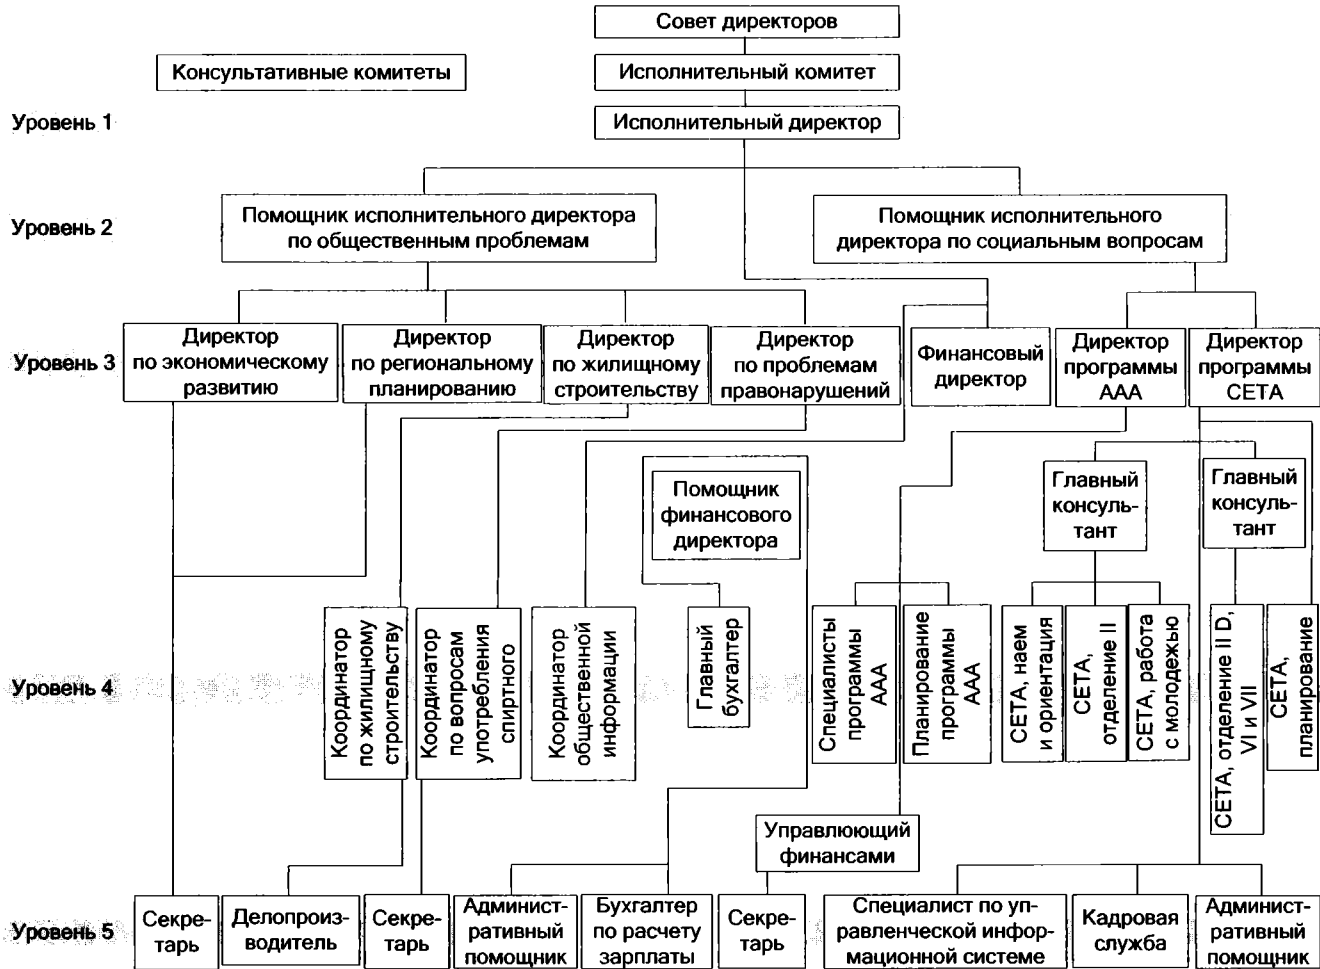 Совет директоров
Консультативные комитеты
Исполнительный комитет
Уровень 1
Исполнительный директор
Уровень 2
Помощник исполнительного директора
по общественным проблемам
Помощник исполнительного
директора по социальным вопросам
Уровень 3
Директор
по экономическому
развитию
Директор
по региональному
планированию
Директор
по жилищному
строительству
Директор
по проблемам
правонарушений
Финансовый
директор
Директор
программы
ААА
Директор
программы
СЕТА
Помощник
финансового
директора
Главный
консуль-
тант
Главный
консуль-
тант
Уровень 4
Координатор
по жилищному
строительству
Координатор
по вопросам
употребления
спиртного
Координатор
общественной
информации
Главный
бухгалтер
Специалисты
программы
ААА
Планирование
программы
ААА
СЕТА, наем
и ориентация
СЕТА,
отделение II
СЕТА, работа
с молодежью
СЕТА, отделение II D,
VI и VII
СЕТА,
планирование
Управлюющий
финансами
Уровень 5
Секре-
тарь
Делопроиз-
водитель
Секре-
тарь
Админист-
ративный
помощник
Бухгалтер
по расчету
зарплаты
Секре-
тарь
Специалист по уп-
равленческой инфор-
мационной системе
Кадровая
служба
Админист-
ративный
помощник